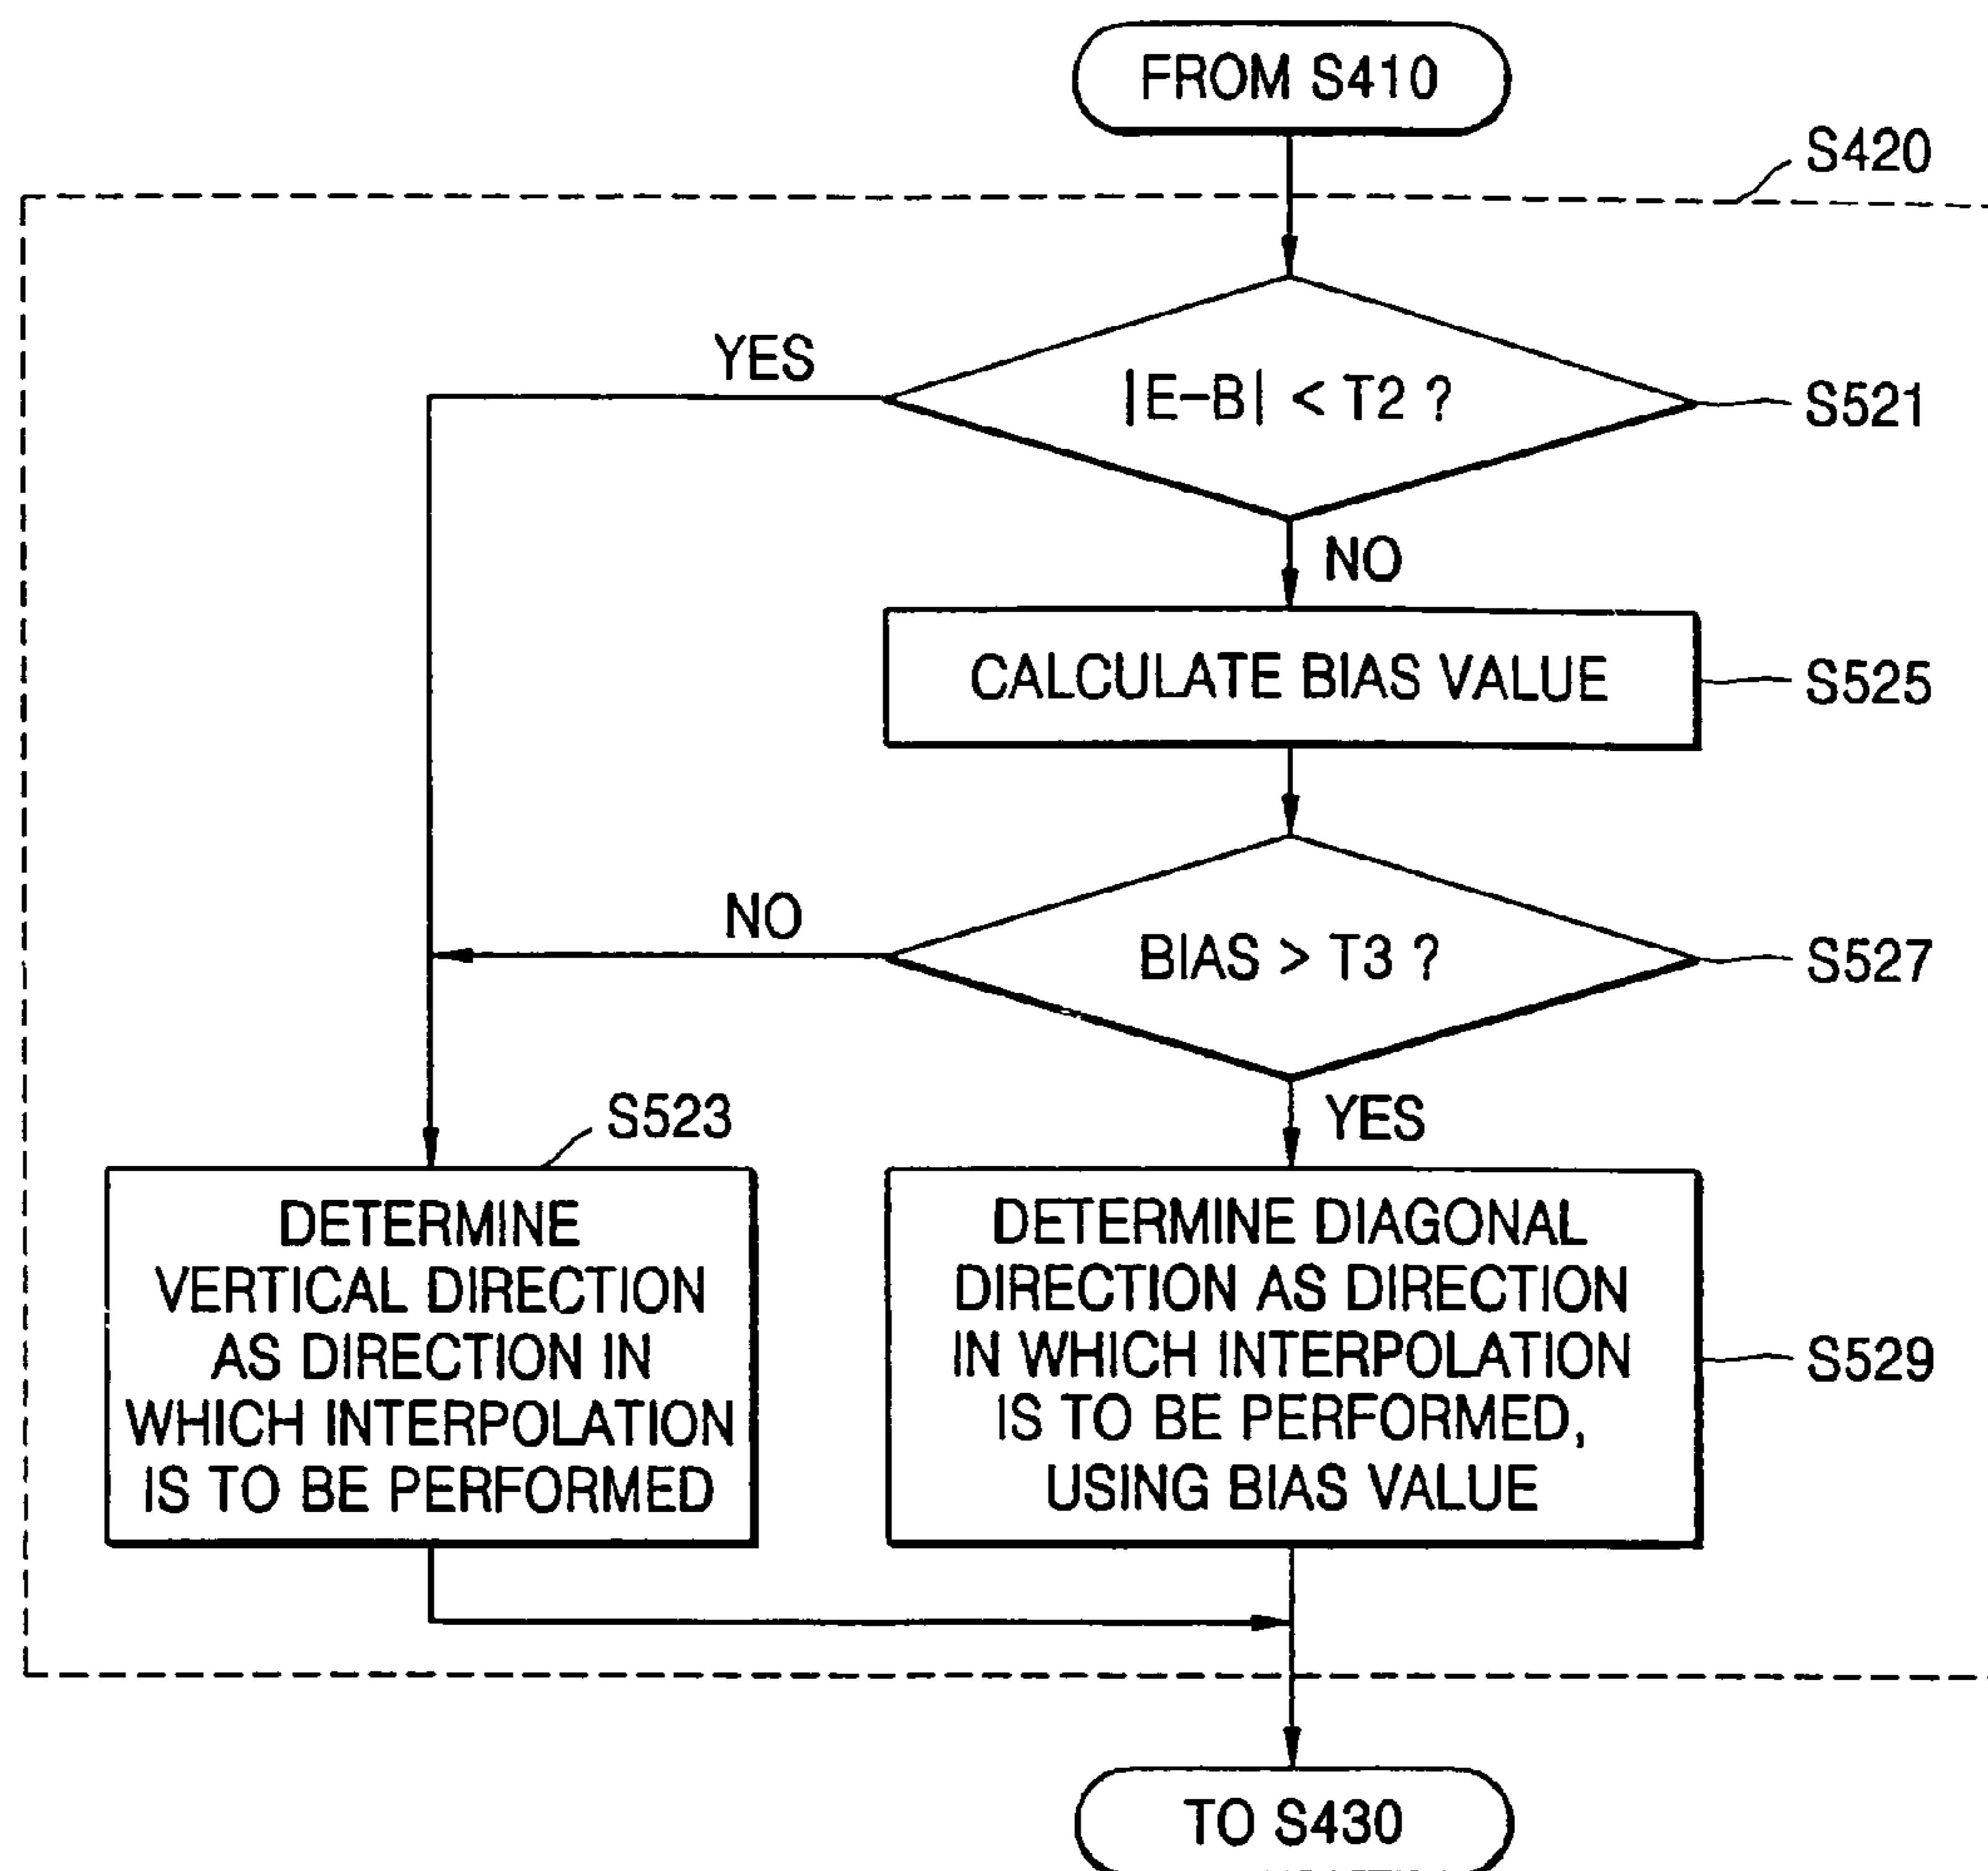 FROM S410
S420
YES
|E-B| < T2 ?
S521
NO
CALCULATE BIAS VALUE
S525
NO
BIAS > T3 ?
S527
S523
YES
DETERMINE
VERTICAL DIRECTION
AS DIRECTION IN
WHICH INTERPOLATION
IS TO BE PERFORMED
DETERMINE DIAGONAL
DIRECTION AS DIRECTION
IN WHICH INTERPOLATION
IS TO BE PERFORMED,
USING BIAS VALUE
S529
TO S430